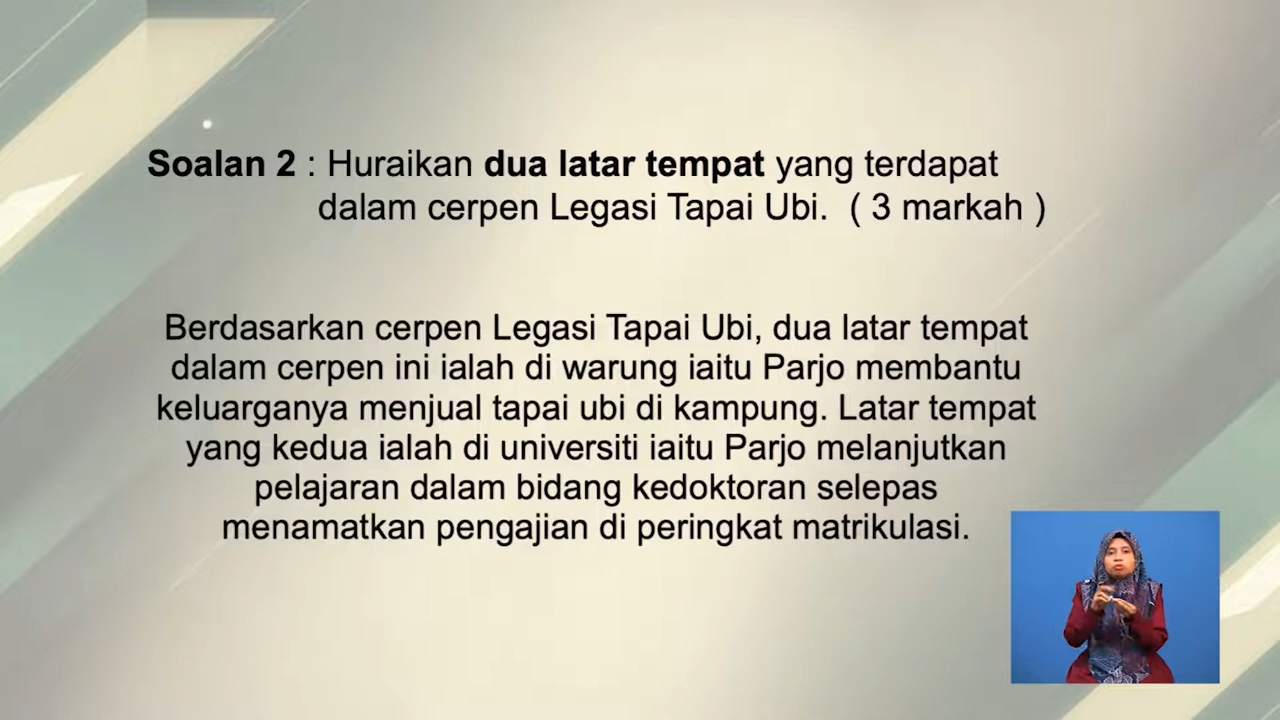 Soalan 2 : Huraikan dua latar tempat yang terdapat
dalam cerpen Legasi Tapai Ubi. ( 3 markah )
Berdasarkan cerpen Legasi Tapai Ubi, dua latar tempat
dalam cerpen ini ialah di warung iaitu Parjo membantu
keluarganya menjual tapai ubi di kampung. Latar tempat
yang kedua ialah di universiti iaitu Parjo melanjutkan
pelajaran dalam bidang kedoktoran selepas
menamatkan pengajian di peringkat matrikulasi.